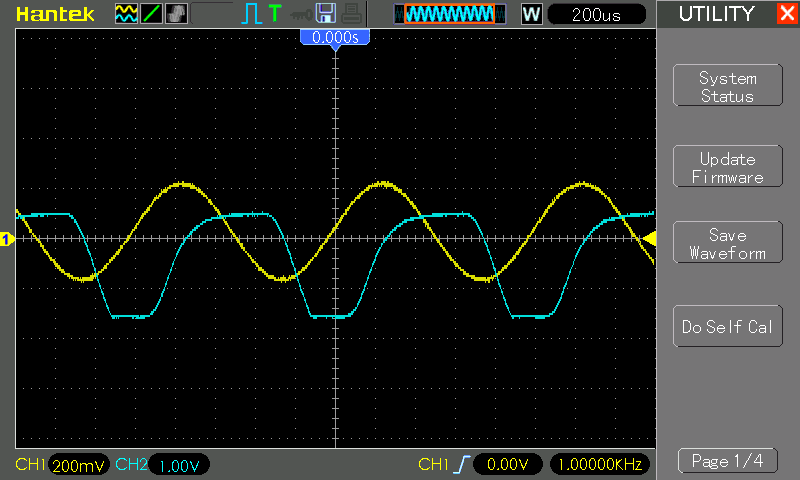 Hantek
T
W
200us
UTILITY
0.000s
System
Status
Update
Firmware
1
Save
Waveform
Do Self Cal
CH1 200mV CH2 1.00V CH1 0.00V 1.00000KHz
Page 1/4